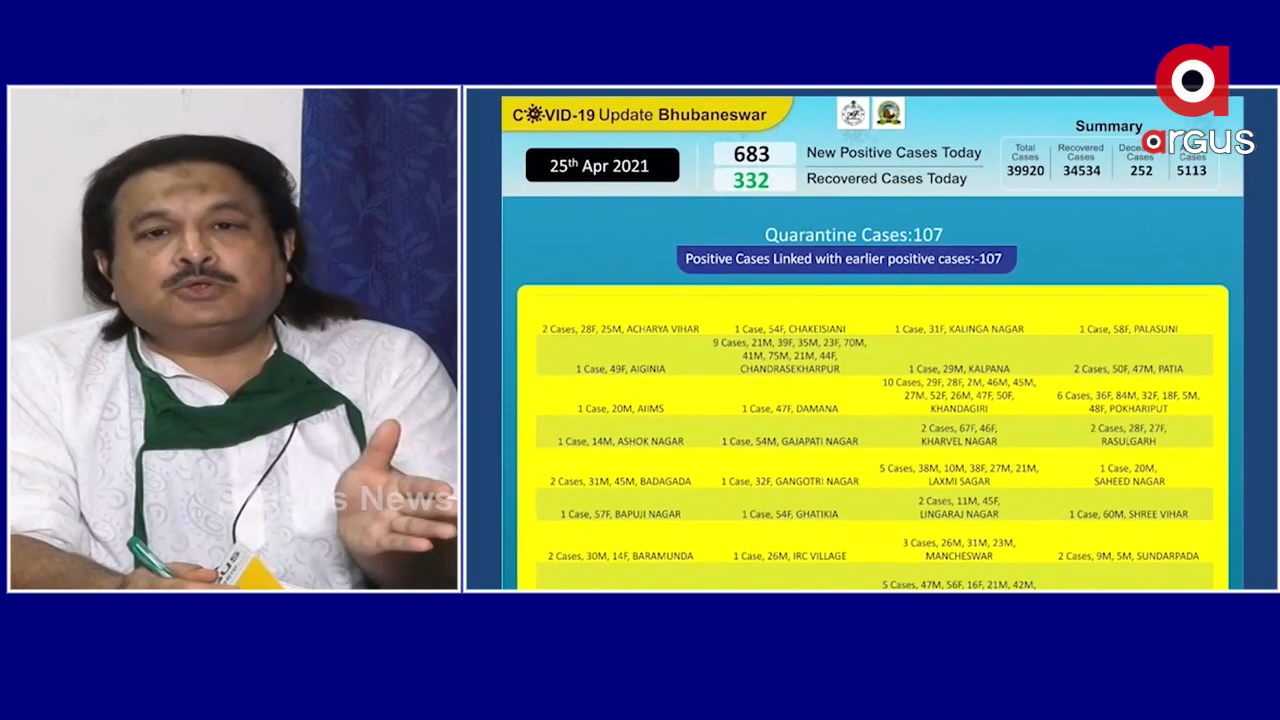 argus
COVID-19 Update Bhubaneswar
25th Apr 2021
683 New Positive Cases Today
332 Recovered Cases Today
Summary
Total Cases Recovered Cases Cases Cases
39920 34534 252 5113
Quarantine Cases:107
Positive Cases Linked with earlier positive cases:-107
2 Cases, 28F, 25M, ACHARYA VIHAR
1 Case, 54F, CHAKEISIANI
1 Case, 31F, KALINGA NAGAR
1 Case, 58F, PALASUNI
1 Case, 49F, AIGINIA
9 Cases, 21M, 39F, 35M, 23F, 70M,
41M, 75M, 21M, 44F,
CHANDRASEKHARPUR
1 Case, 29M, KALPANA
2 Cases, 50F, 47M, PATIA
1 Case, 20M, AIIMS
1 Case, 47F, DAMANA
10 Cases, 29F, 28F, 2M, 46M, 45M,
27M, 52F, 26M, 47F, 50F,
KHANDAGIRI
6 Cases, 36F, 84M, 32F, 18F, 5M,
48F, POKHARIPUT
1 Case, 14M, ASHOK NAGAR
1 Case, 54M, GAJAPATI NAGAR
2 Cases, 67F, 46F,
KHARVEL NAGAR
2 Cases, 28F, 27F,
RASULGARH
2 Cases, 31M, 45M, BADAGADA
1 Case, 32F, GANGOTRI NAGAR
5 Cases, 38M, 10M, 38F, 27M, 21M,
LAXMI SAGAR
1 Case, 20M,
SAHEED NAGAR
1 Case, 57F, BAPUJI NAGAR
1 Case, 54F, GHATIKIA
2 Cases, 11M, 45F,
LINGARAJ NAGAR
1 Case, 60M, SHREE VIHAR
2 Cases, 30M, 14F, BARAMUNDA
1 Case, 26M, IRC VILLAGE
3 Cases, 26M, 31M, 23M,
MANCHESWAR
2 Cases, 9M, 5M, SUNDARPADA
5 Cases, 47M, 56F, 16F, 21M, 42M,
News